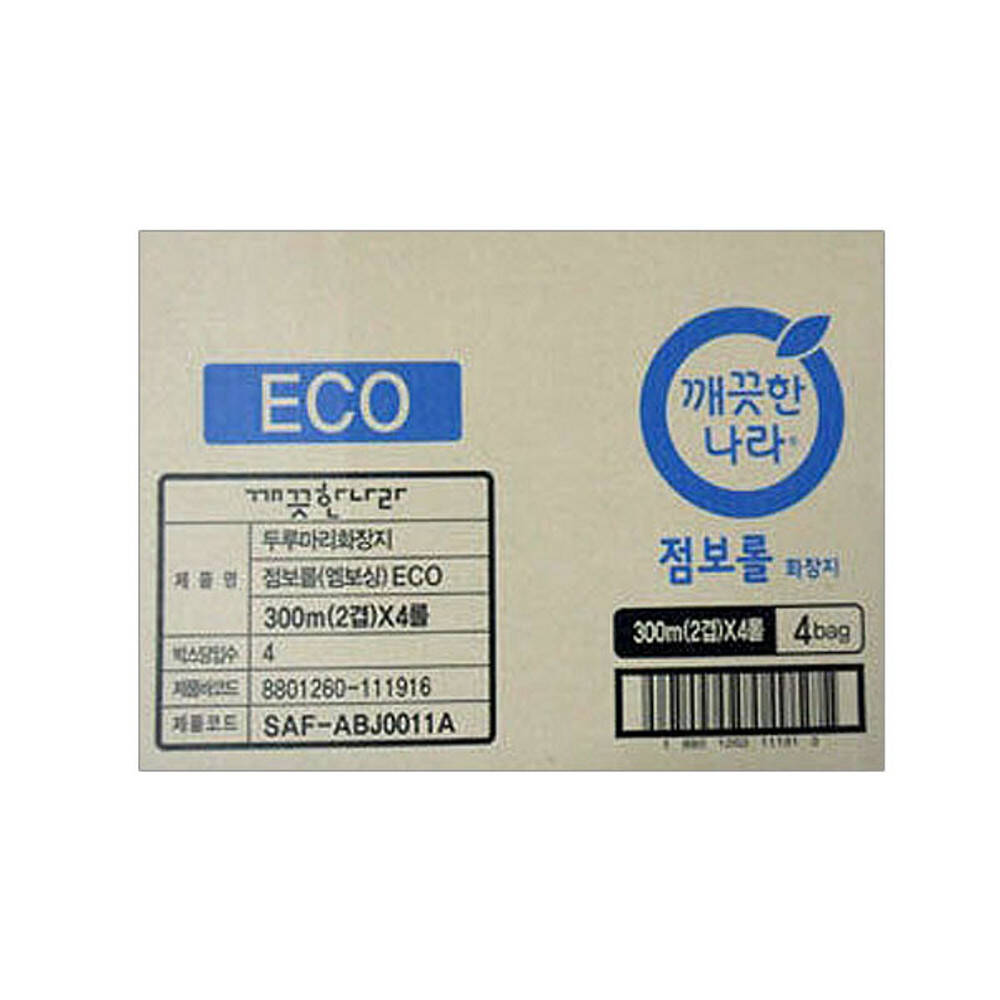 ECO
깨끗한나라
제품명
두루마리화장지
점보롤(엠보싱)ECO
300m(2겹)X4롤
박스당입수 4
제품바코드 8801260-111916
제품코드 SAF-ABJ0011A
깨끗한
나라®
점보롤 화장지
300m(2겹)X4롤 4bag